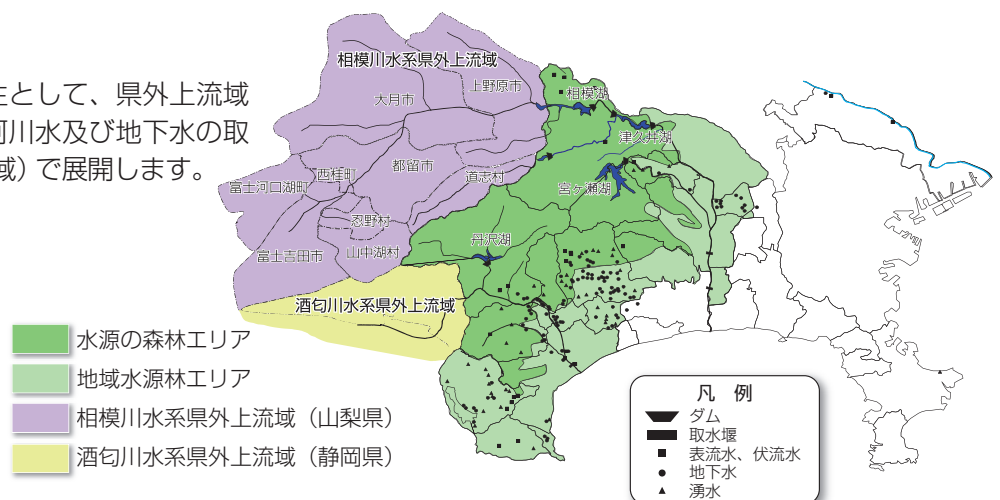 主として、県外上流域
河川水及び地下水の取
域）で展開します。
相模川水系県外上流域
上野原市
大月市
相模湖
津久井湖
都留市
西桂町
道志村
富士河口湖町
宮ヶ瀬湖
忍野村
丹沢湖
富士吉田市
山中湖村
酒匂川水系県外上流域
水源の森林エリア
地域水源林エリア
相模川水系県外上流域（山梨県）
酒匂川水系県外上流域（静岡県）
凡 例
ダム
取水堰
表流水、伏流水
地下水
湧水